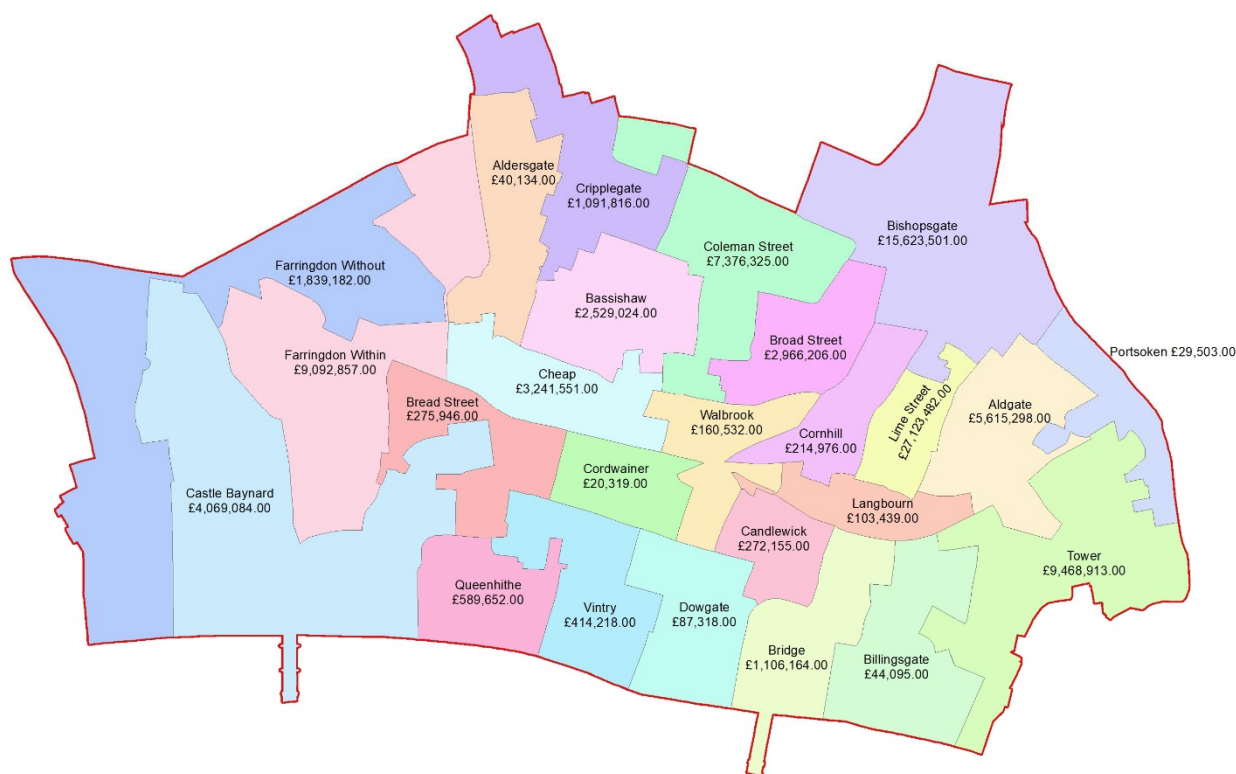 Aldersgate
£40,134.00
Cripplegate
£1,091,816.00
Bishopsgate
£15,623,501.00
Coleman Street
£7,376,325.00
Farringdon Without
£1,839,182.00
Bassishaw
£2,529,024.00
Broad Street
£2,966,206.00
Portsoken £29,503.00
Farringdon Within
£9,092,857.00
Cheap
£3,241,551.00
Bread Street
£275,946.00
Walbrook
£160,532.00
Cornhill
£214,976.00
Lime Street
£27,123,482.00
Aldgate
£5,615,298.00
Castle Baynard
£4,069,084.00
Cordwainer
£20,319.00
Langbourn
£103,439.00
Candlewick
£272,155.00
Tower
£9,468,913.00
Queenhithe
£589,652.00
Vintry
£414,218.00
Dowgate
£87,318.00
Bridge
£1,106,164.00
Billingsgate
£44,095.00